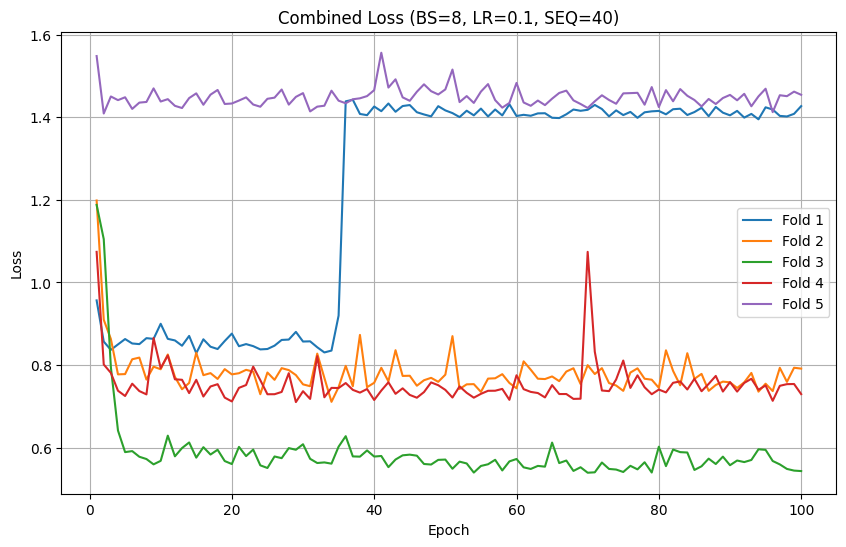 Combined Loss (BS=8, LR=0.1, SEQ=40)
Loss
1.6
1.4
1.2
1.0
0.8
0.6
Fold 1
Fold 2
Fold 3
Fold 4
Fold 5
0
20
40
60
80
100
Epoch